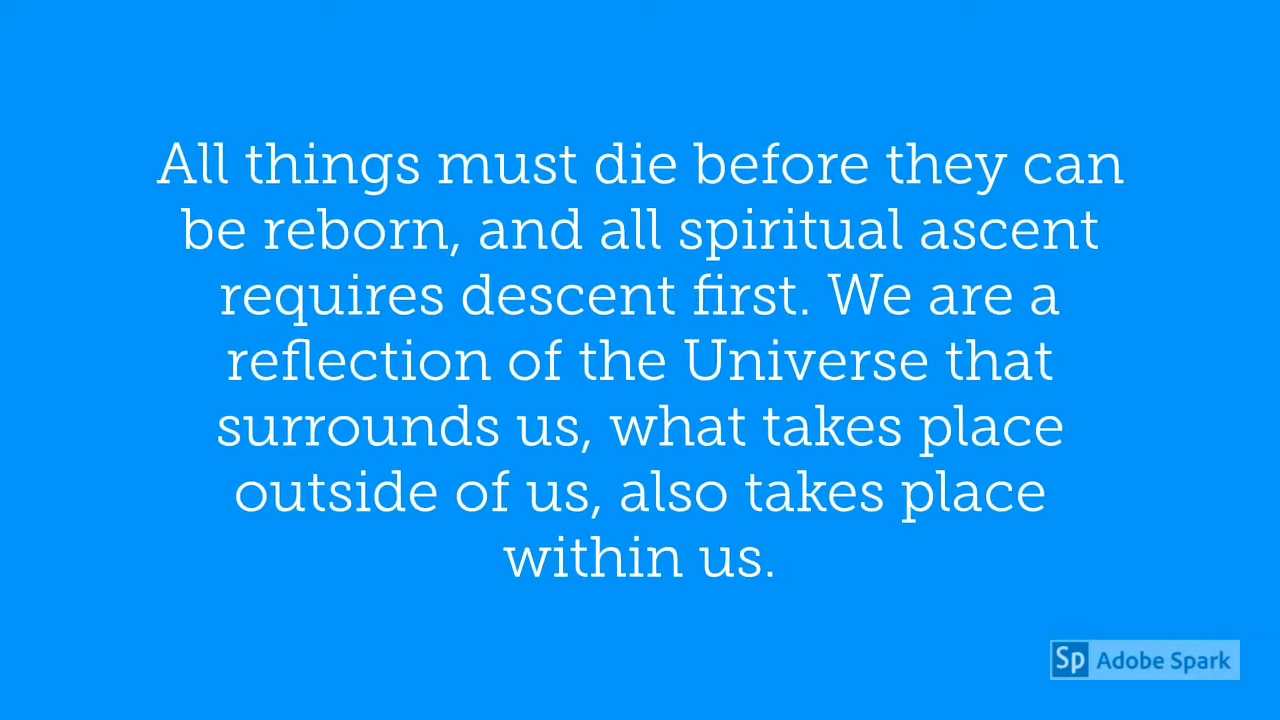 All things must die before they can
be reborn, and all spiritual ascent
requires descent first. We are a
reflection of the Universe that
surrounds us, what takes place
outside of us, also takes place
within us.
Sp Adobe Spark